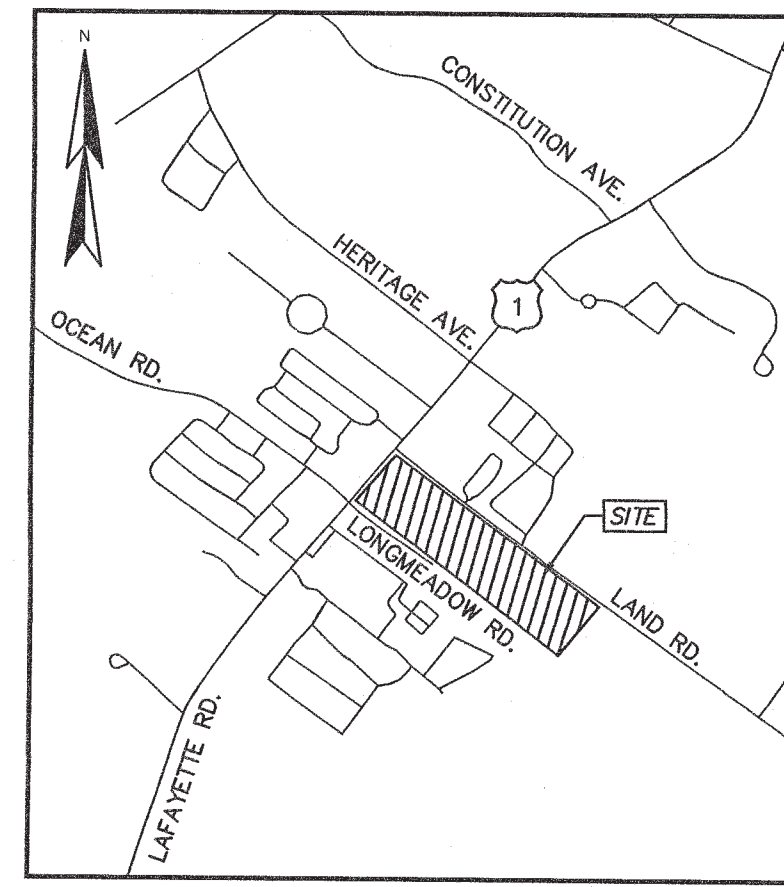 N
CONSTITUTION AVE.
HERITAGE AVE.
1
OCEAN RD.
SITE
LONGMEADOW RD.
LAND RD.
LAFAYETTE RD.